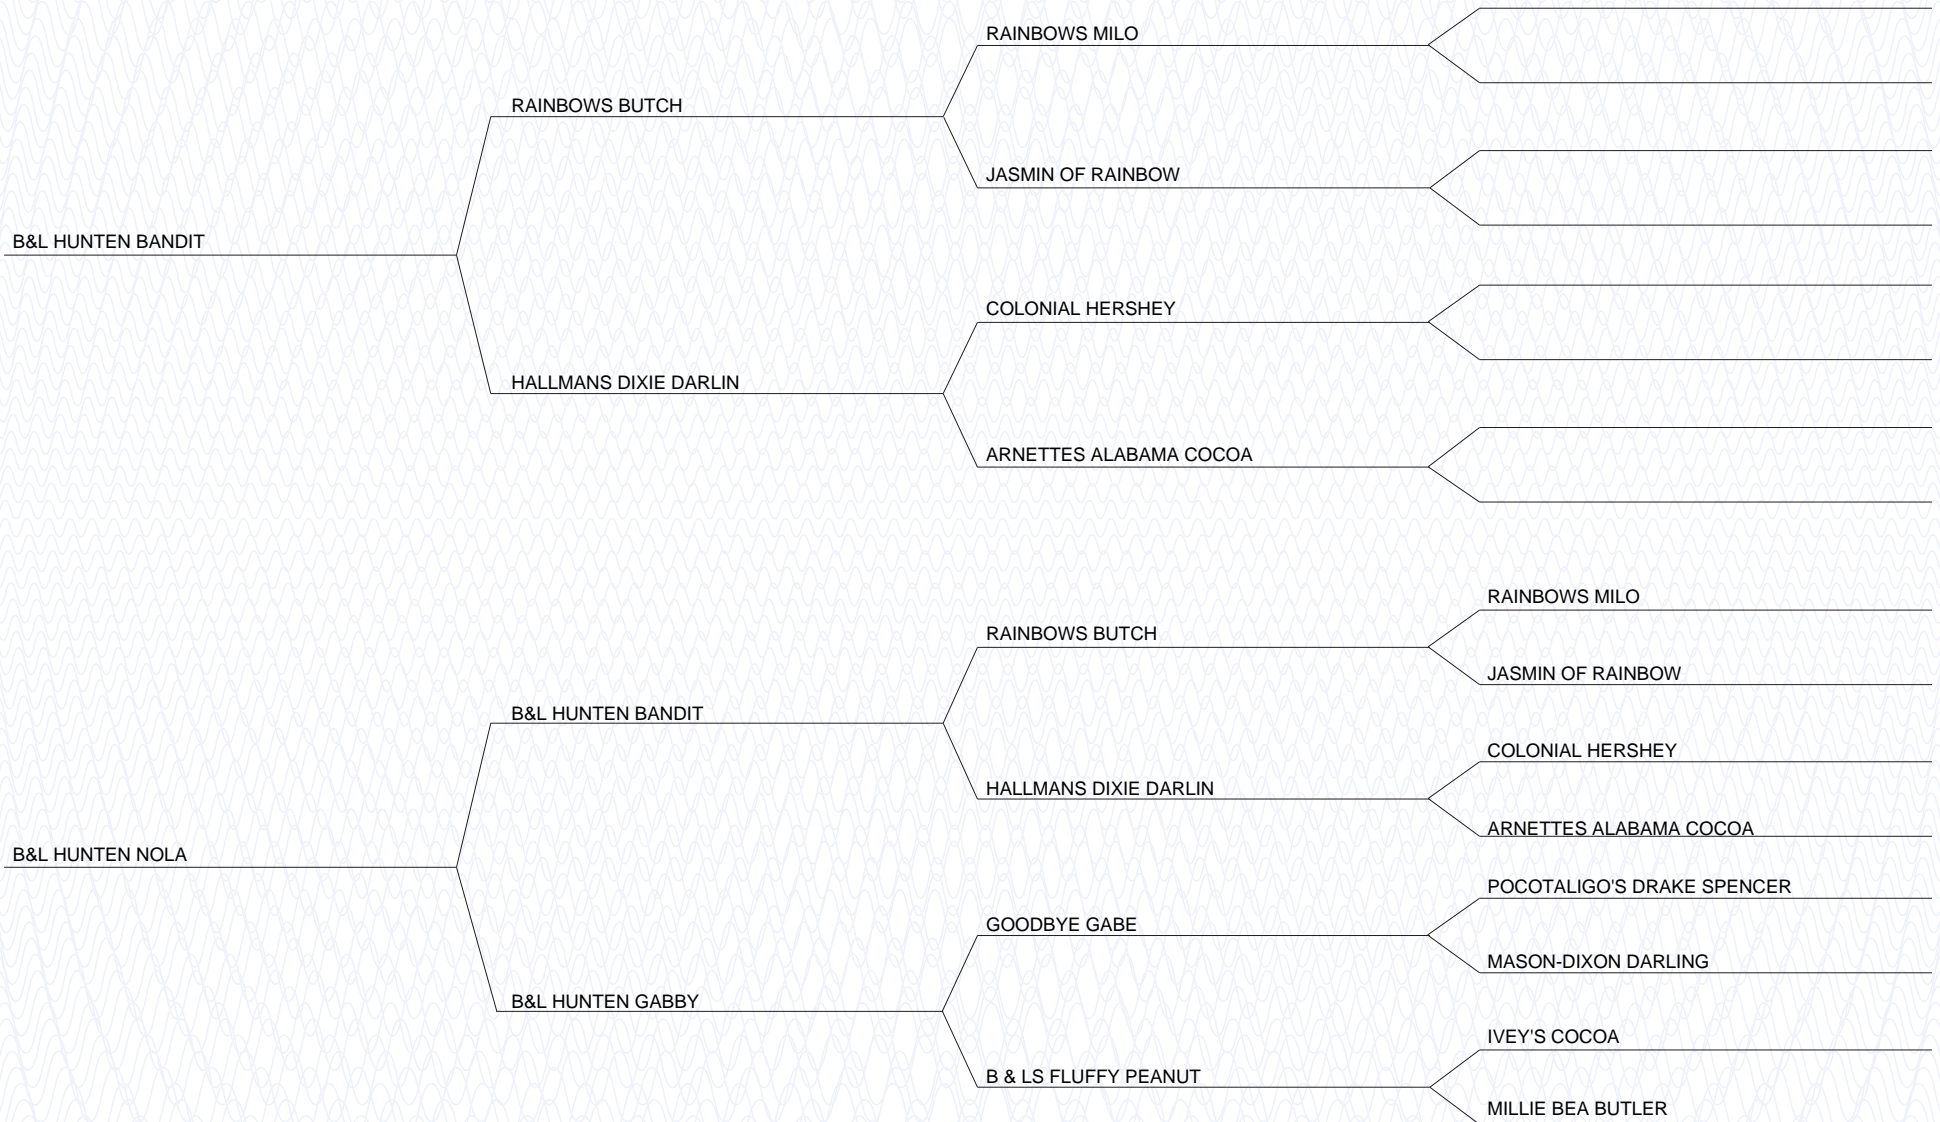 RAINBOWS MILO
RAINBOWS BUTCH
JASMIN OF RAINBOW
B&L HUNTEN BANDIT
COLONIAL HERSHEY
HALLMANS DIXIE DARLIN
ARNETTES ALABAMA COCOA
RAINBOWS MILO
RAINBOWS BUTCH
JASMIN OF RAINBOW
B&L HUNTEN BANDIT
COLONIAL HERSHEY
HALLMANS DIXIE DARLIN
ARNETTES ALABAMA COCOA
B&L HUNTEN NOLA
POCOTALIGO'S DRAKE SPENCER
GOODBYE GABE
MASON-DIXON DARLING
B&L HUNTEN GABBY
IVEY'S COCOA
B & LS FLUFFY PEANUT
MILLIE BEA BUTLER